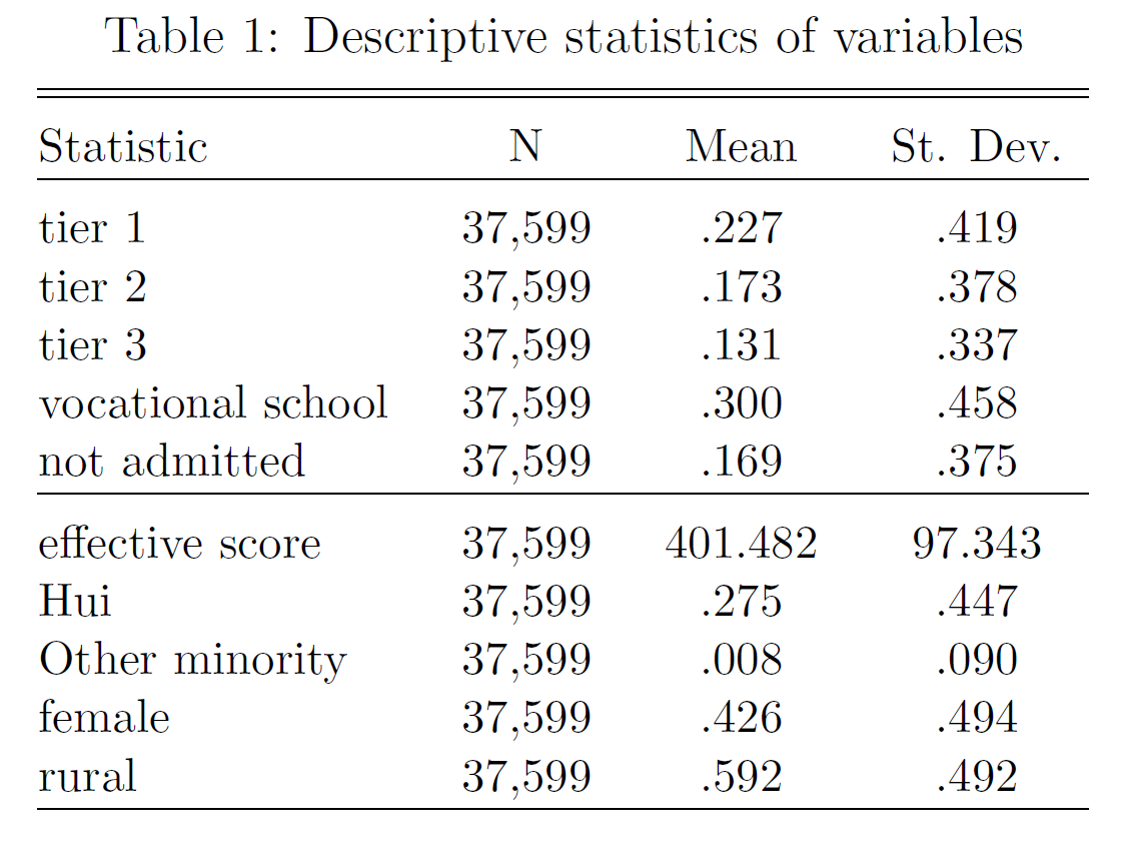 Table 1: Descriptive statistics of variables
Statistic N Mean St. Dev.
tier 1 37,599 .227 .419
tier 2 37,599 .173 .378
tier 3 37,599 .131 .337
vocational school 37,599 .300 .458
not admitted 37,599 .169 .375
effective score 37,599 401.482 97.343
Hui 37,599 .275 .447
Other minority 37,599 .008 .090
female 37,599 .426 .494
rural 37,599 .592 .492